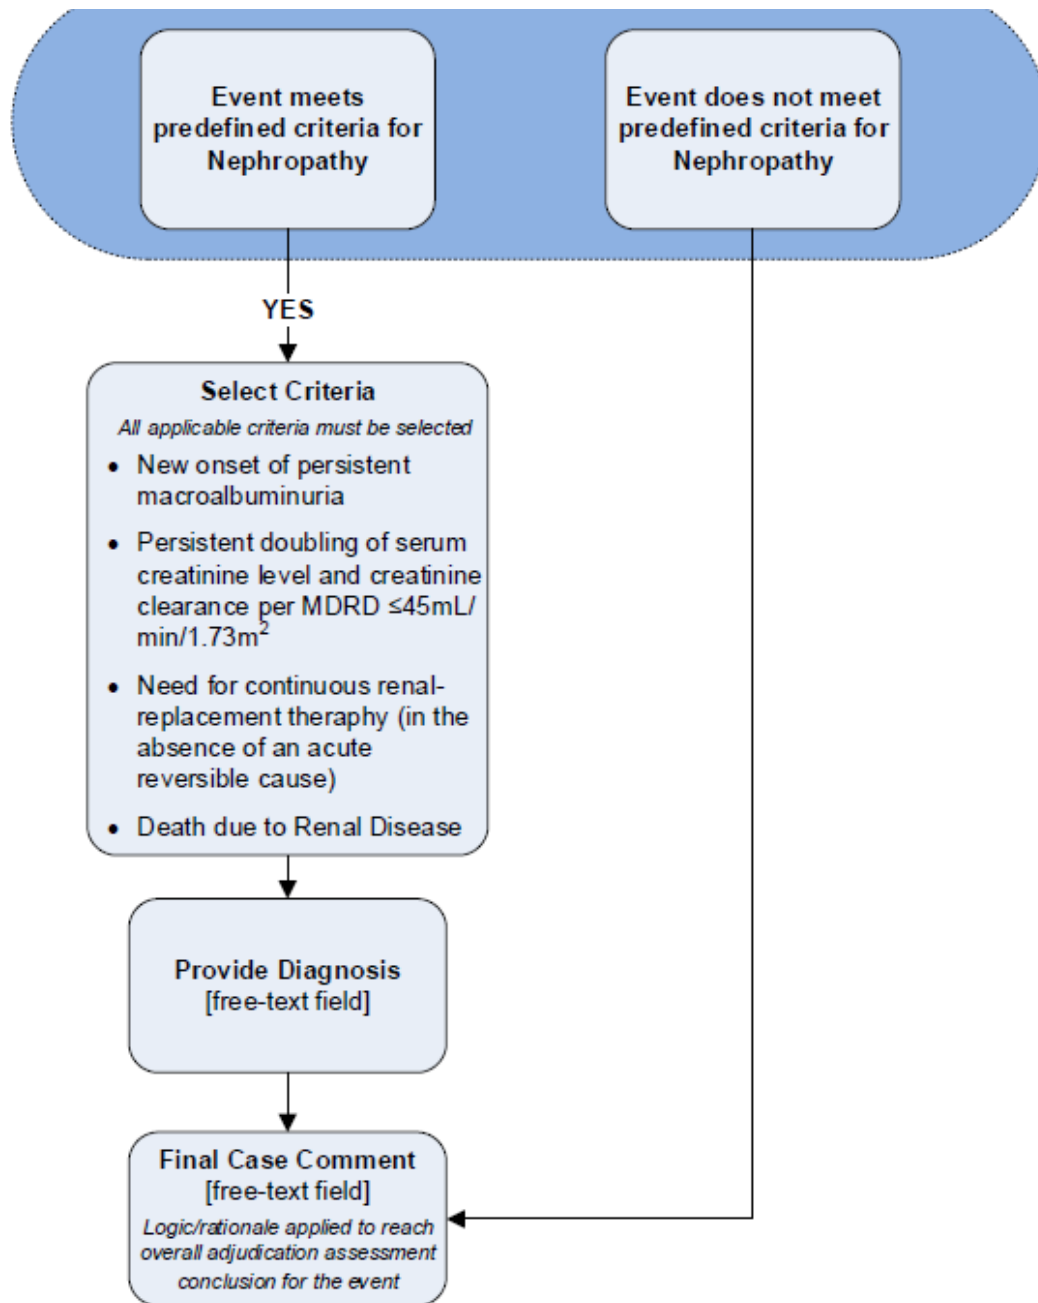 Event meets
predefined criteria for
Nephropathy
Event does not meet
predefined criteria for
Nephropathy
YES
Select Criteria
All applicable criteria must be selected
• New onset of persistent
macroalbuminuria
• Persistent doubling of serum
creatinine level and creatinine
clearance per MDRD ≤45mL/
min/1.73m²
• Need for continuous renal-
replacement theraphy (in the
absence of an acute
reversible cause)
• Death due to Renal Disease
Provide Diagnosis
[free-text field]
Final Case Comment
[free-text field]
Logic/rationale applied to reach
overall adjudication assessment
conclusion for the event